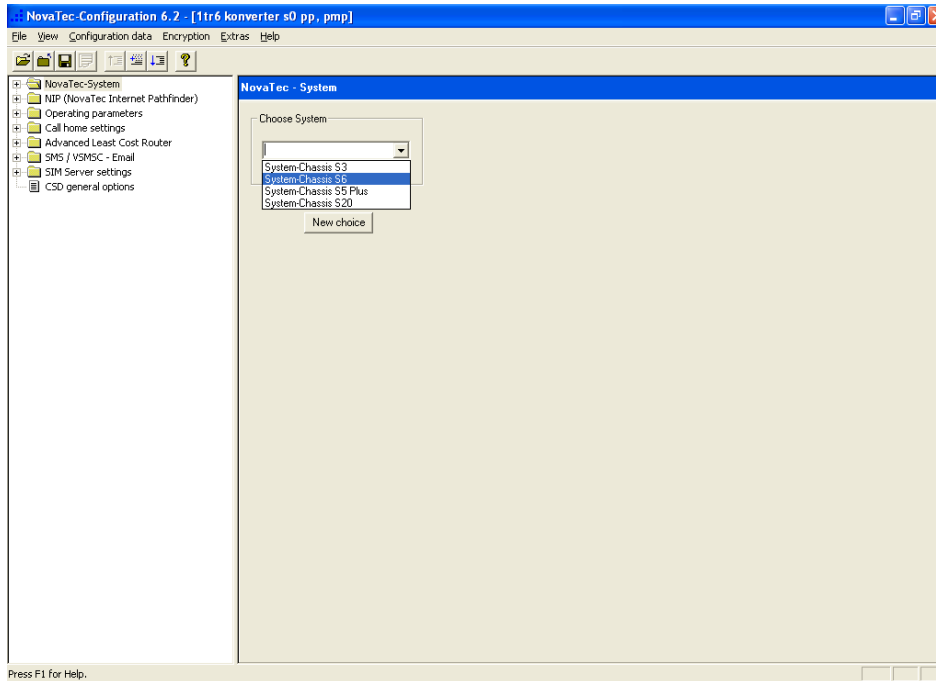 NovaTec-Configuration 6.2 - [1tr6 konverter s0 pp, pmp]
File View Configuration data Encryption Extras Help
NovaTec-System
NIP (NovaTec Internet Pathfinder)
Operating parameters
Call home settings
Advanced Least Cost Router
SMS / VSMSC - Email
SIM Server settings
CSD general options
NovaTec - System
Choose System
System-Chassis S3
System-Chassis S6
System-Chassis S5 Plus
System-Chassis S20
New choice
Press F1 for Help.